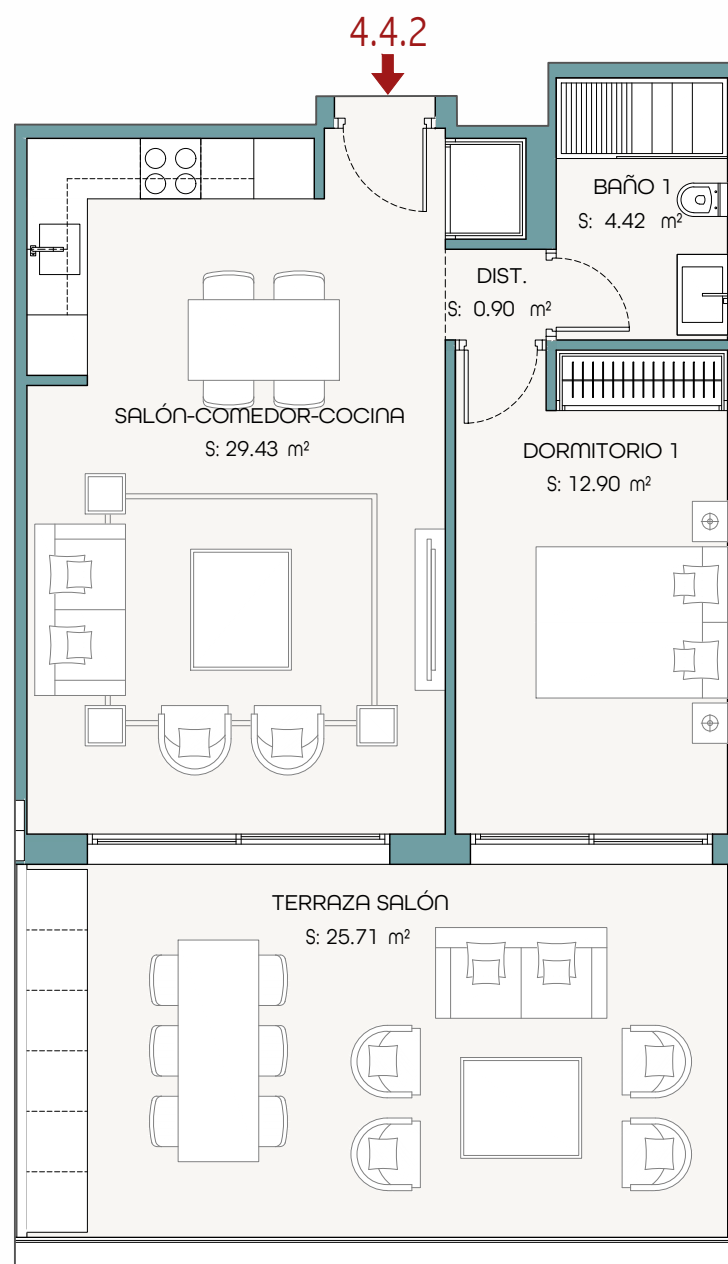 4.4.2
BAÑO 1
S: 4.42 m²
DIST.
S: 0.90 m²
SALÓN-COMEDOR-COCINA
S: 29.43 m²
DORMITORIO 1
S: 12.90 m²
TERRAZA SALÓN
S: 25.71 m²